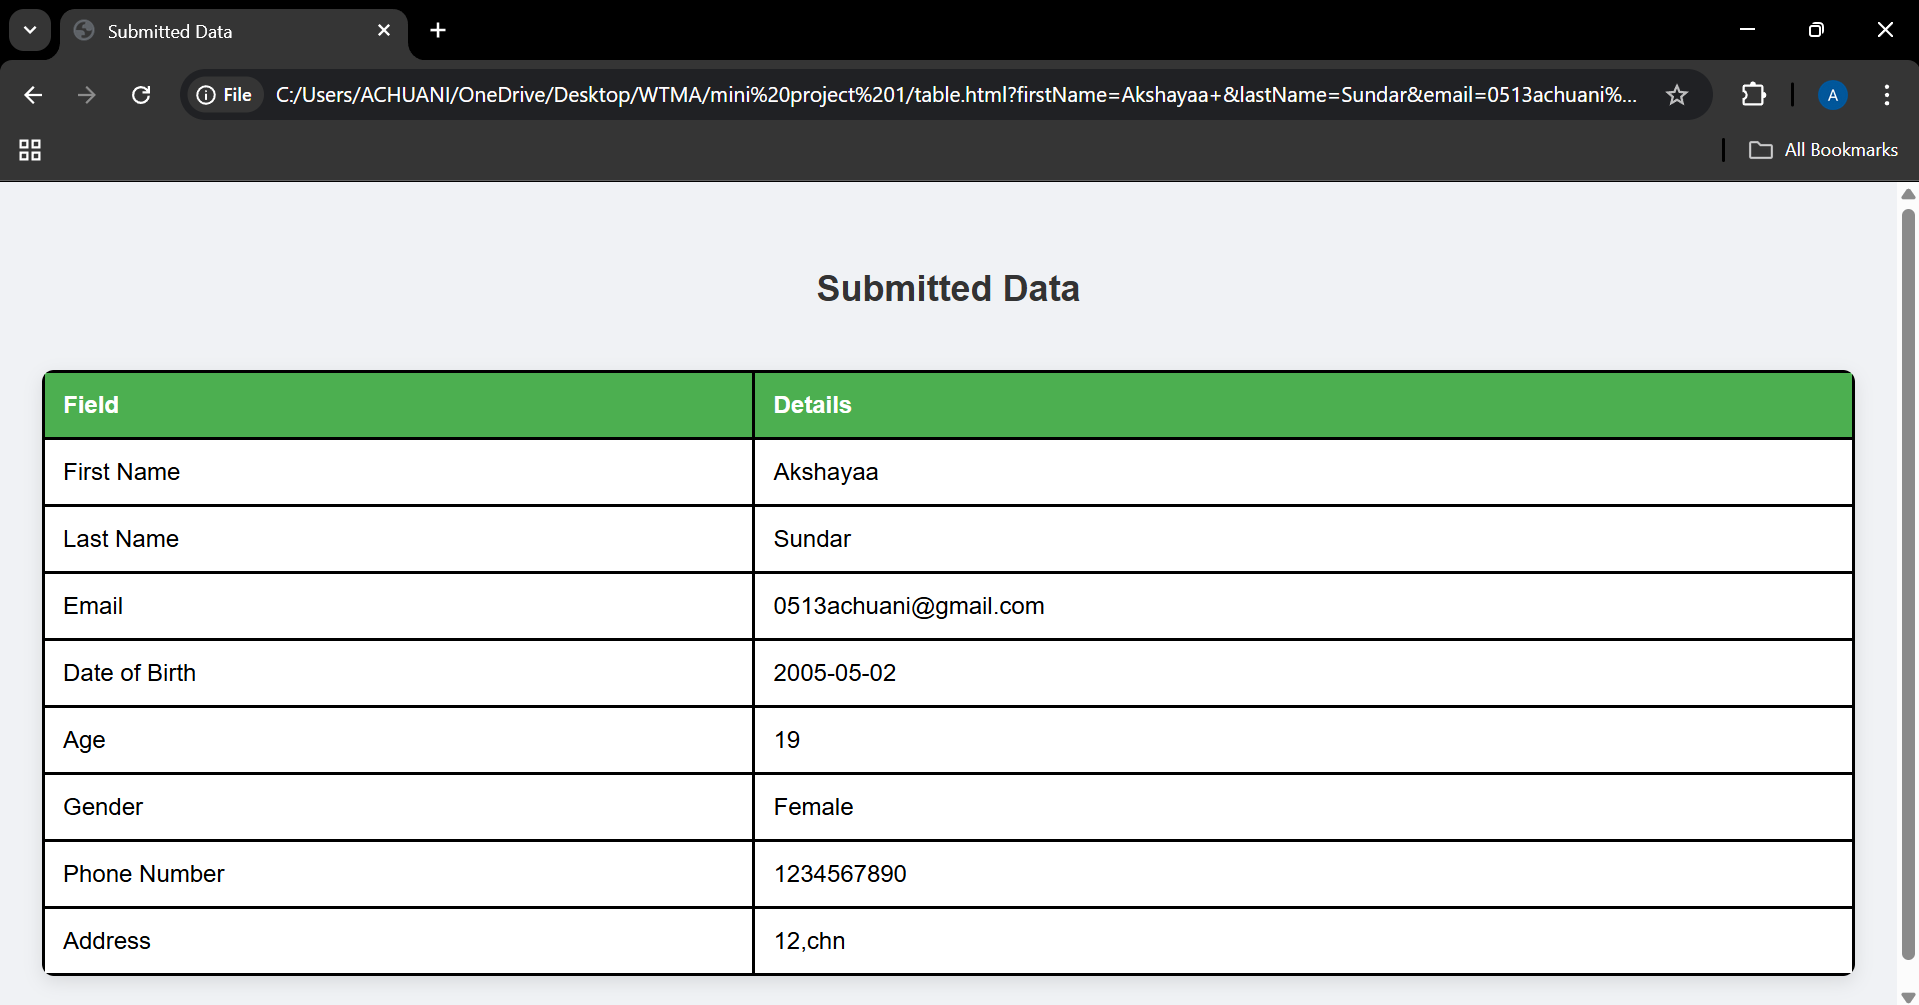 Submitted Data
File C:/Users/ACHUANI/OneDrive/Desktop/WTMA/mini%20project%201/table.html?firstName=Akshayaa+&lastName=Sundar&email=0513achuani%... A
All Bookmarks
Submitted Data
Field Details
First Name Akshayaa
Last Name Sundar
Email 0513achuani@gmail.com
Date of Birth 2005-05-02
Age 19
Gender Female
Phone Number 1234567890
Address 12,chn